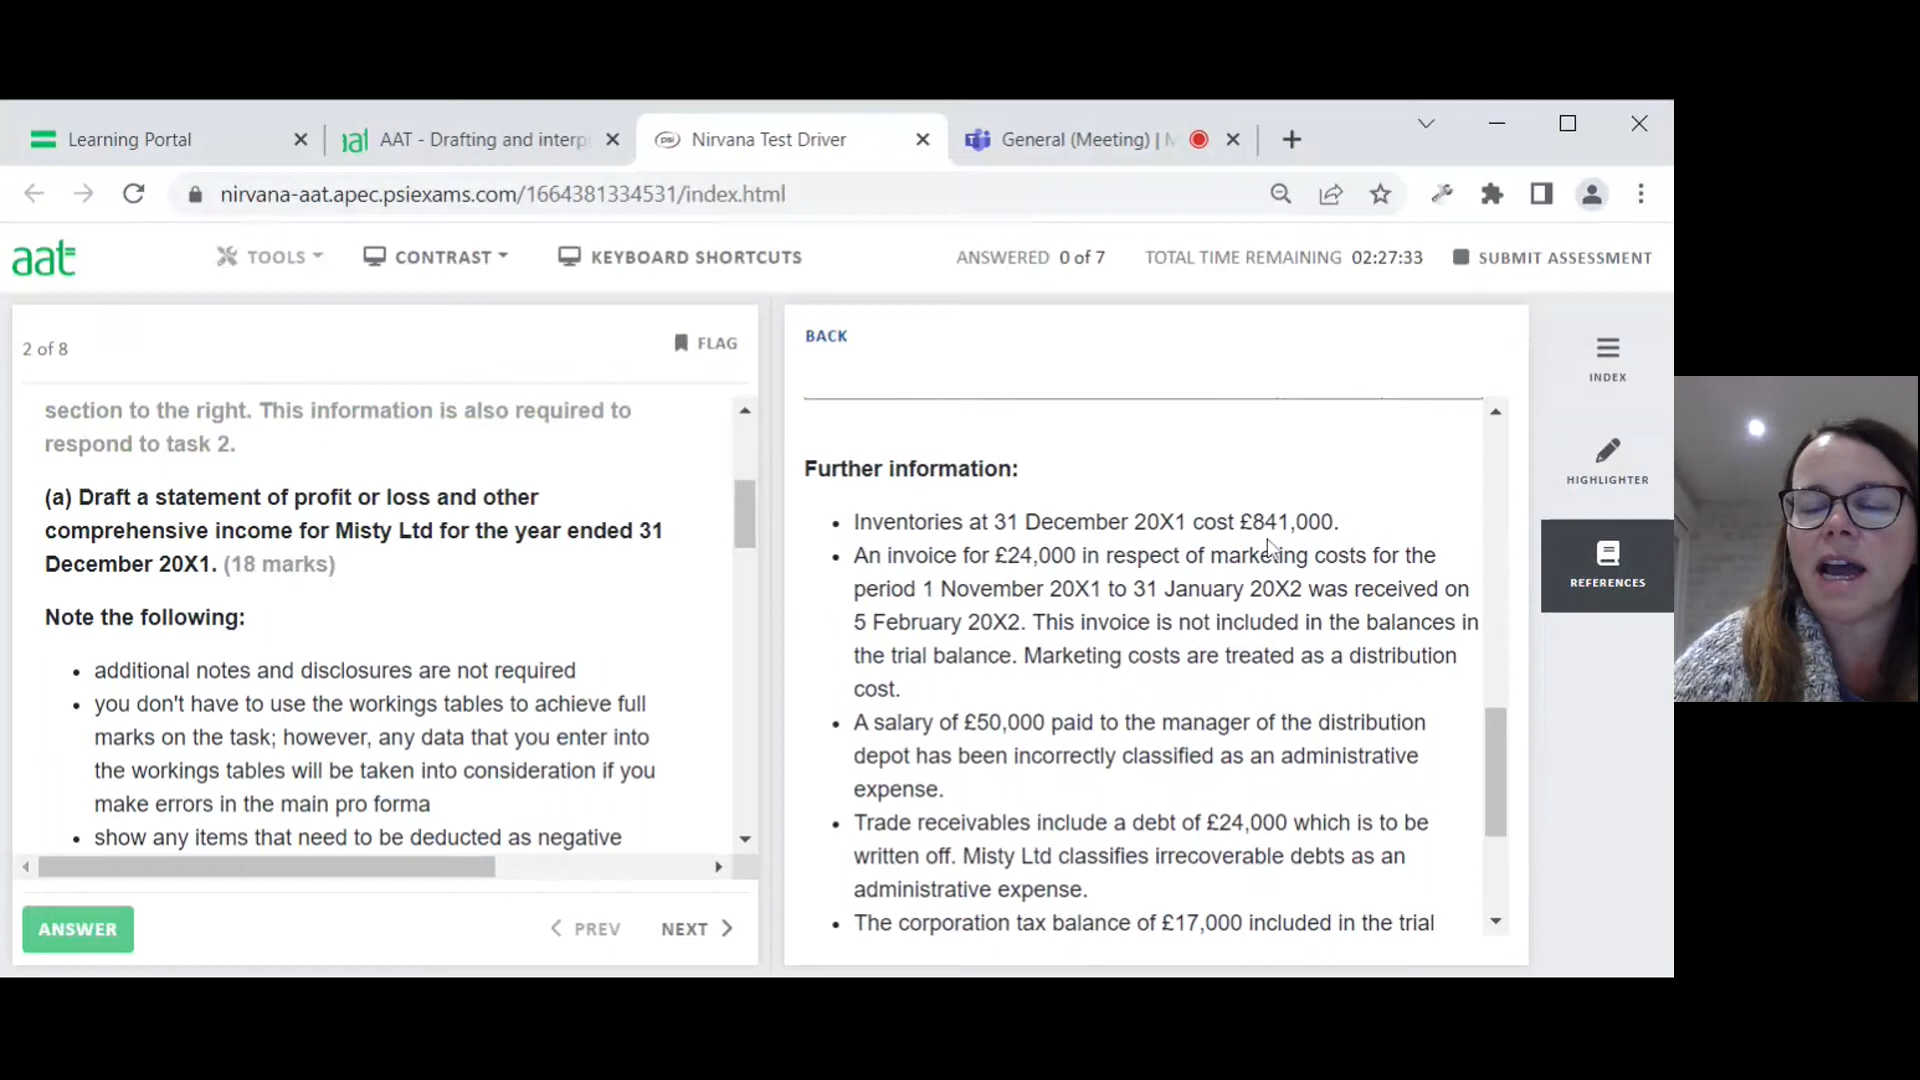 Learning Portal
AAT - Drafting and interp
Nirvana Test Driver
General (Meeting) | M
nirvana-aat.apec.psiexams.com/1664381334531/index.html
aat
TOOLS
CONTRAST
KEYBOARD SHORTCUTS
ANSWERED 0 of 7
TOTAL TIME REMAINING 02:27:33
SUBMIT ASSESSMENT
2 of 8
FLAG
section to the right. This information is also required to
respond to task 2.
(a) Draft a statement of profit or loss and other
comprehensive income for Misty Ltd for the year ended 31
December 20X1. (18 marks)
Note the following:
• additional notes and disclosures are not required
• you don't have to use the workings tables to achieve full
marks on the task; however, any data that you enter into
the workings tables will be taken into consideration if you
make errors in the main pro forma
• show any items that need to be deducted as negative
ANSWER
PREV
NEXT
BACK
Further information:
• Inventories at 31 December 20X1 cost £841,000.
• An invoice for £24,000 in respect of marketing costs for the
period 1 November 20X1 to 31 January 20X2 was received on
5 February 20X2. This invoice is not included in the balances in
the trial balance. Marketing costs are treated as a distribution
cost.
• A salary of £50,000 paid to the manager of the distribution
depot has been incorrectly classified as an administrative
expense.
• Trade receivables include a debt of £24,000 which is to be
written off. Misty Ltd classifies irrecoverable debts as an
administrative expense.
• The corporation tax balance of £17,000 included in the trial
INDEX
HIGHLIGHTER
REFERENCES